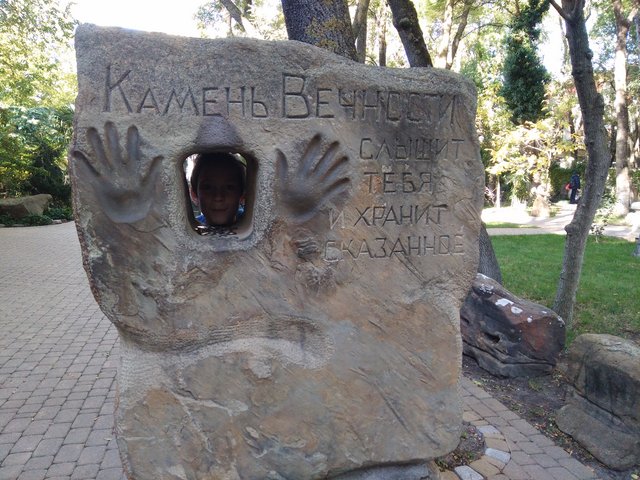 Камень Вечности
слышит
тебя
и хранит
сказанное